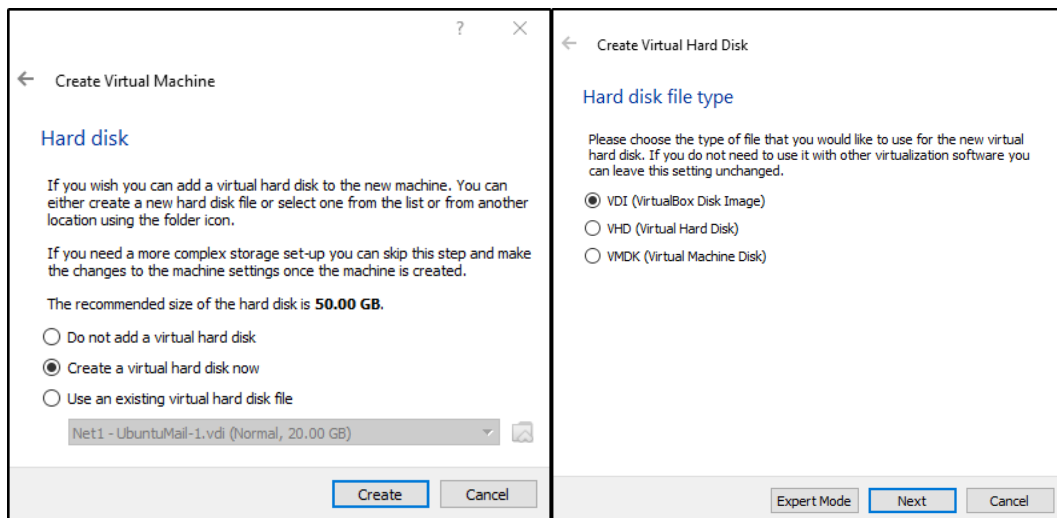 ?
Create Virtual Machine
Hard disk
If you wish you can add a virtual hard disk to the new machine. You can
either create a new hard disk file or select one from the list or from another
location using the folder icon.
If you need a more complex storage set-up you can skip this step and make
the changes to the machine settings once the machine is created.
The recommended size of the hard disk is 50.00 GB.
Do not add a virtual hard disk
Create a virtual hard disk now
Use an existing virtual hard disk file
Net1 - UbuntuMail-1.vdi (Normal, 20.00 GB)
Create
Cancel
Create Virtual Hard Disk
Hard disk file type
Please choose the type of file that you would like to use for the new virtual
hard disk. If you do not need to use it with other virtualization software you
can leave this setting unchanged.
VDI (VirtualBox Disk Image)
VHD (Virtual Hard Disk)
VMDK (Virtual Machine Disk)
Expert Mode
Next
Cancel